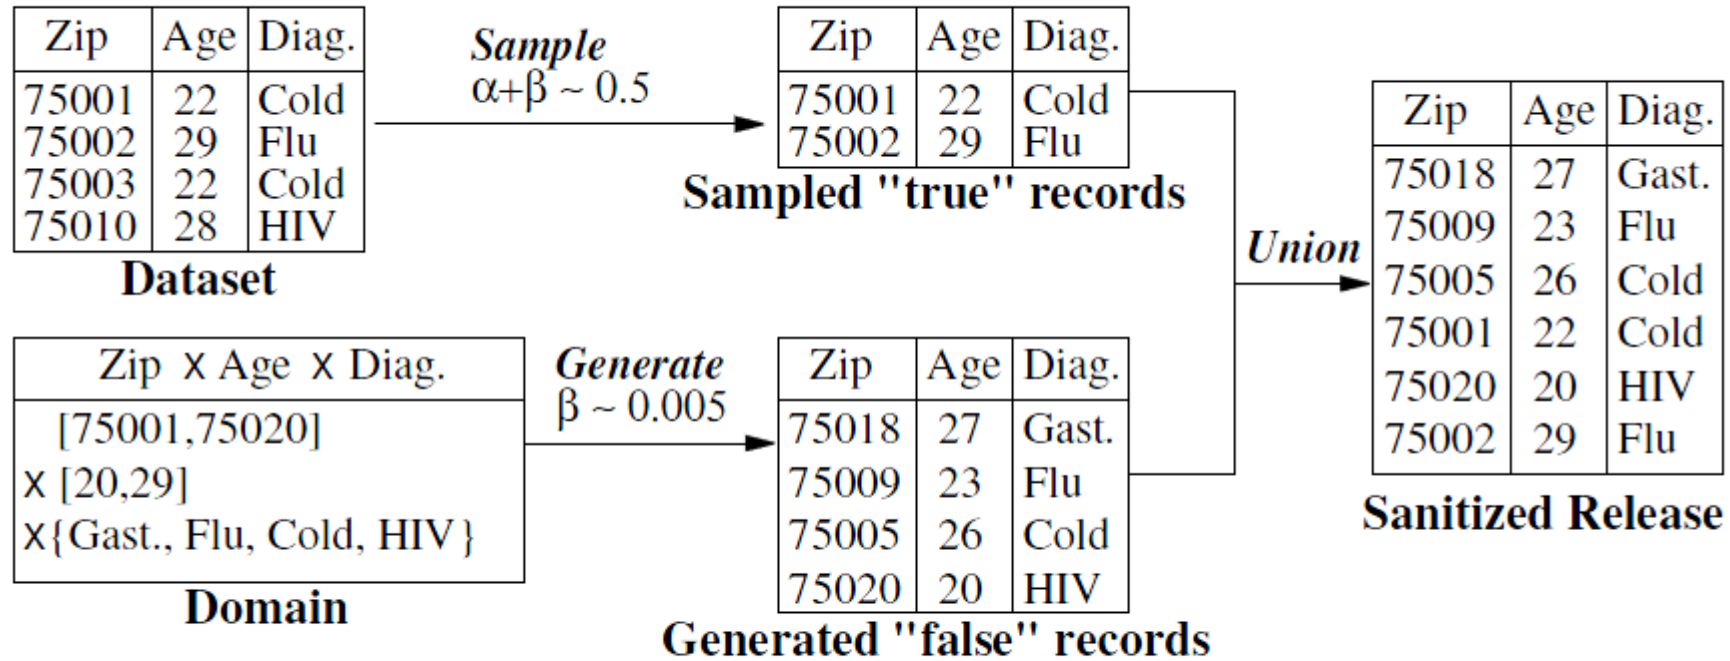 Zip Age Diag.
75001 22 Cold
75002 29 Flu
75003 22 Cold
75010 28 HIV
Dataset
Sample
α+β ~ 0.5
Zip Age Diag.
75001 22 Cold
75002 29 Flu
Sampled "true" records
Zip X Age X Diag.
[75001,75020]
X [20,29]
X{Gast., Flu, Cold, HIV}
Domain
Generate
β ~ 0.005
Zip Age Diag.
75018 27 Gast.
75009 23 Flu
75005 26 Cold
75020 20 HIV
Generated "false" records
Union
Zip Age Diag.
75018 27 Gast.
75009 23 Flu
75005 26 Cold
75001 22 Cold
75020 20 HIV
75002 29 Flu
Sanitized Release